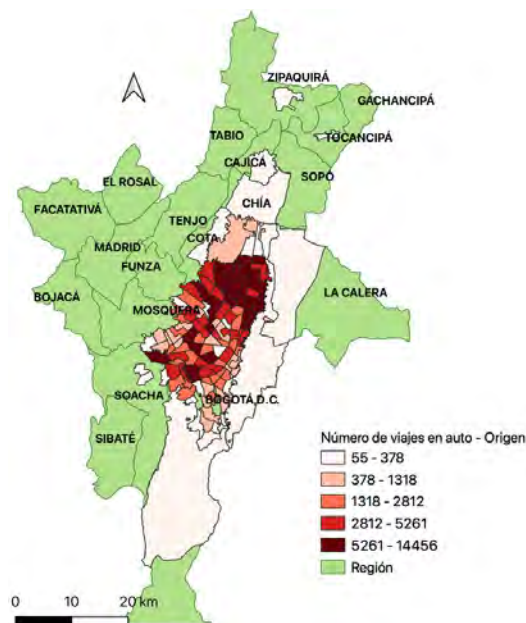 ZIPAQUIRÁ
GACHANCIPÁ
TABIO
TOCANCIPÁ
CAJICÁ
SOPÓ
EL ROSAL
CHÍA
FACATATIVÁ
TENJO
COTA
MADRID
FUNZA
BOJACÁ
LA CALERA
MOSQUERA
SOACHA
BOGOTÁ,D.C.
SIBATÉ
Número de viajes en auto - Origen
55 - 378
378 - 1318
1318 - 2812
2812 - 5261
5261 - 14456
Región
0 10 20 km